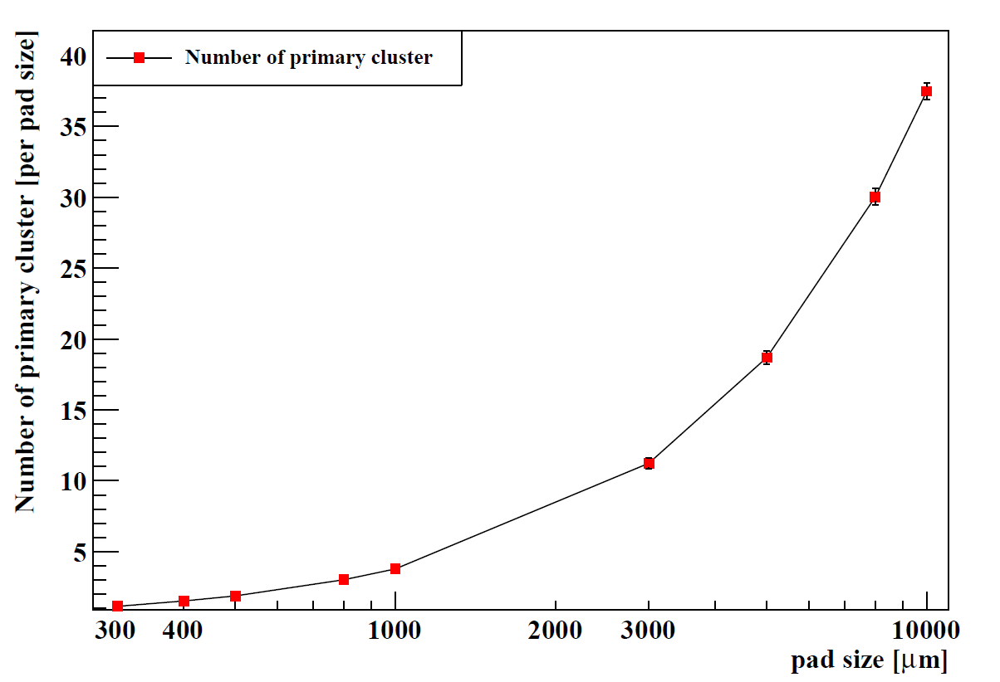 Number of primary cluster [per pad size]
Number of primary cluster
40
35
30
25
20
15
10
5
300 400 1000 2000 3000 10000
pad size [μm]